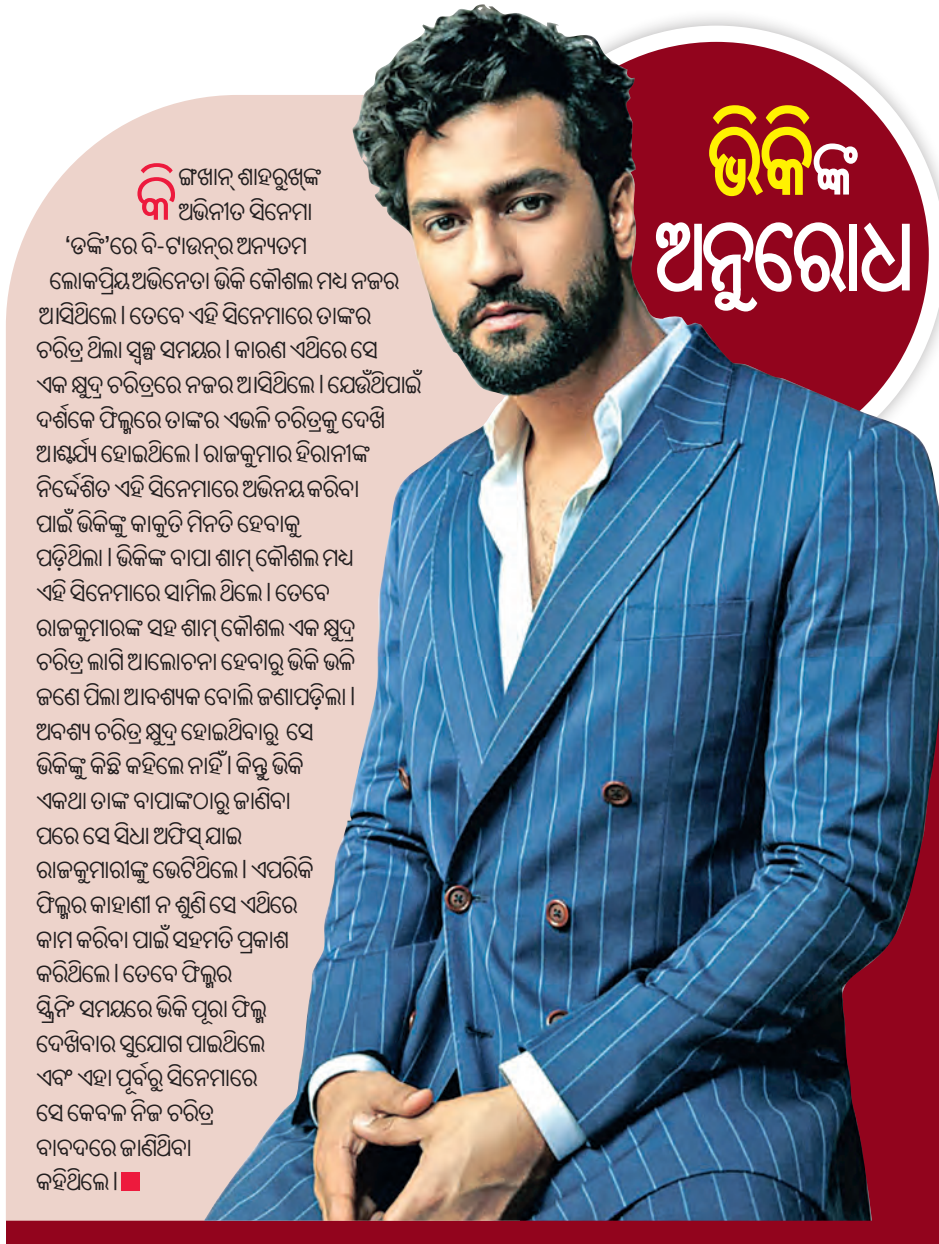 ଭିକିଙ୍କ
ଅନୁରୋଧ
କିଙ୍ଗଖାନ୍ ଶାହରୁଖ୍‌ଙ୍କ
ଅଭିନୀତ ସିନେମା
‘ଡଙ୍କି’ରେ ବି-ଟାଉନ୍‌ର ଅନ୍ୟତମ
ଲୋକପ୍ରିୟ ଅଭିନେତା ଭିକି କୌଶଲ ମଧ୍ୟ ନଜର
ଆସିଥିଲେ । ତେବେ ଏହି ସିନେମାରେ ତାଙ୍କର
ଚରିତ୍ର ଥିଲା ସ୍ୱଳ୍ପ ସମୟର । କାରଣ ଏଥିରେ ସେ
ଏକ କ୍ଷୁଦ୍ର ଚରିତ୍ରରେ ନଜର ଆସିଥିଲେ । ଯେଉଁଥିପାଇଁ
ଦର୍ଶକେ ଫିଲ୍ମରେ ତାଙ୍କର ଏଭଳି ଚରିତ୍ରକୁ ଦେଖି
ଆଶ୍ଚର୍ଯ୍ୟ ହୋଇଥିଲେ । ରାଜକୁମାର ହିରାନୀଙ୍କ
ନିର୍ଦ୍ଦେଶିତ ଏହି ସିନେମାରେ ଅଭିନୟ କରିବା
ପାଇଁ ଭିକିଙ୍କୁ କାକୁତି ମିନତି ହେବାକୁ
ପଡ଼ିଥିଲା । ଭିକିଙ୍କ ବାପା ଶାମ୍ କୌଶଲ ମଧ୍ୟ
ଏହି ସିନେମାରେ ସାମିଲ ଥିଲେ । ତେବେ
ରାଜକୁମାରଙ୍କ ସହ ଶାମ୍ କୌଶଲ ଏକ କ୍ଷୁଦ୍ର
ଚରିତ୍ର ଲାଗି ଆଲୋଚନା ହେବାରୁ ଭିକି ଭଳି
ଜଣେ ପିଲା ଆବଶ୍ୟକ ବୋଲି ଜଣାପଡ଼ିଲା ।
ଅବଶ୍ୟ ଚରିତ୍ର କ୍ଷୁଦ୍ର ହୋଇଥିବାରୁ ସେ
ଭିକିଙ୍କୁ କିଛି କହିଲେ ନାହିଁ । କିନ୍ତୁ ଭିକି
ଏକଥା ତାଙ୍କ ବାପାଙ୍କଠାରୁ ଜାଣିବା
ପରେ ସେ ସିଧା ଅଫିସ୍ ଯାଇ
ରାଜକୁମାରୀଙ୍କୁ ଭେଟିଥିଲେ । ଏପରିକି
ଫିଲ୍ମର କାହାଣୀ ନ ଶୁଣି ସେ ଏଥିରେ
କାମ କରିବା ପାଇଁ ସହମତି ପ୍ରକାଶ
କରିଥିଲେ । ତେବେ ଫିଲ୍ମର
ସ୍କ୍ରିନିଂ ସମୟରେ ଭିକି ପୂରା ଫିଲ୍ମ
ଦେଖିବାର ସୁଯୋଗ ପାଇଥିଲେ
ଏବଂ ଏହା ପୂର୍ବରୁ ସିନେମାରେ
ସେ କେବଳ ନିଜ ଚରିତ୍ର
ବାବଦରେ ଜାଣିଥିବା
କହିଥିଲେ ।